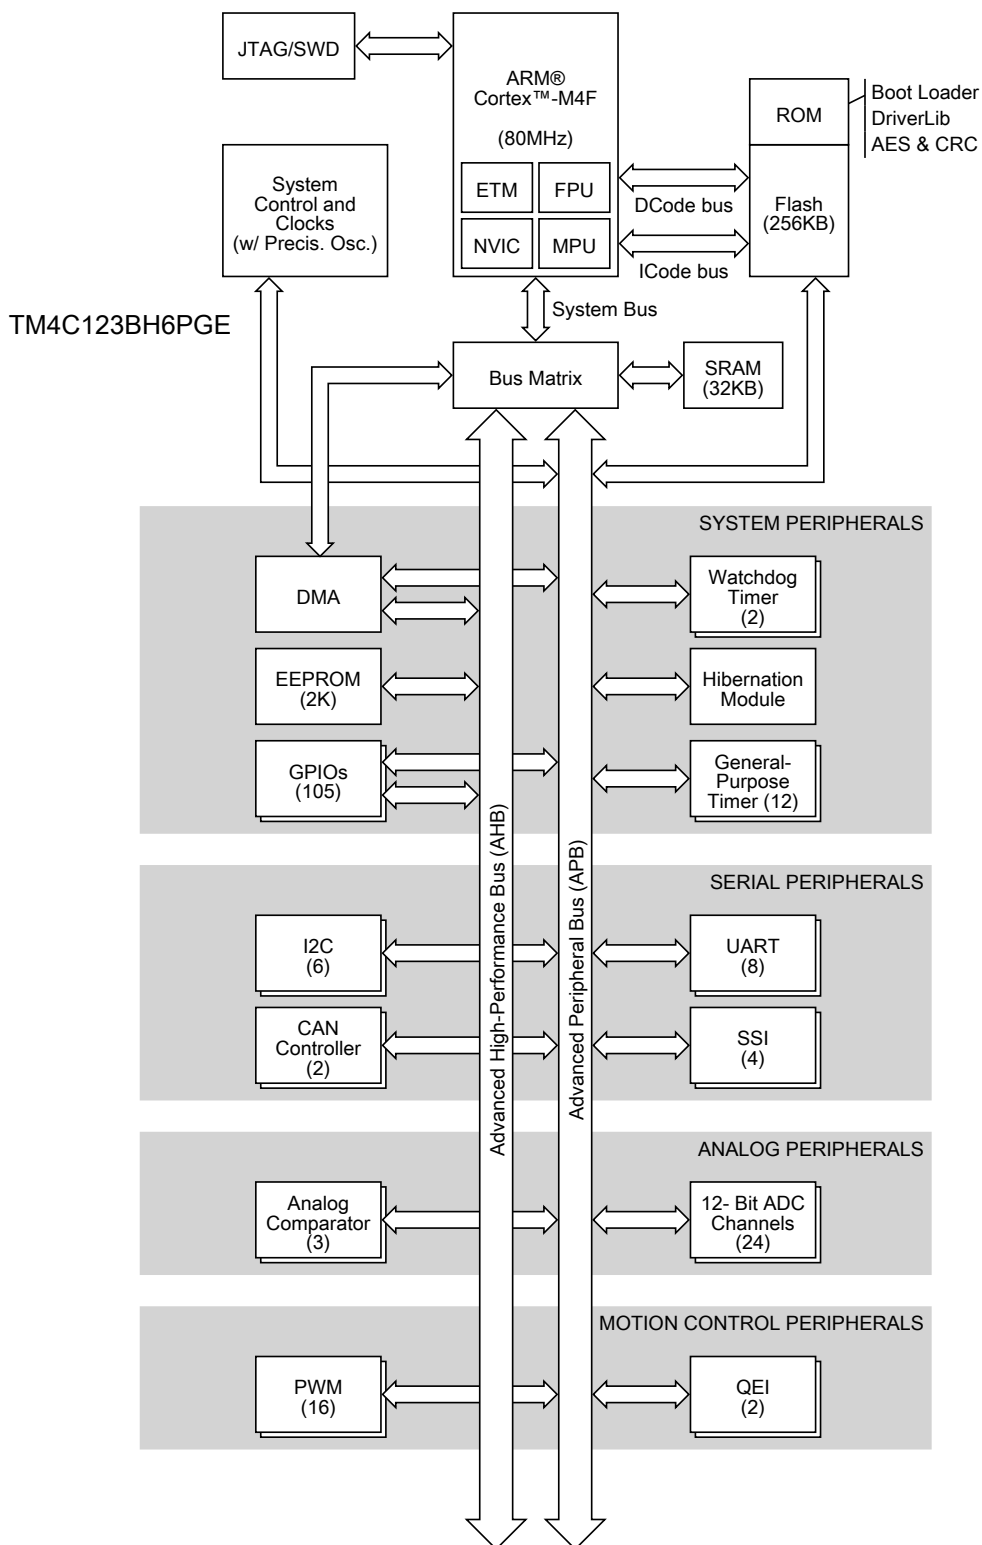 JTAG/SWD
ARM®
Cortex™-M4F
(80MHz)
ETM
FPU
NVIC
MPU
ROM
Boot Loader
DriverLib
AES & CRC
Flash
(256KB)
DCode bus
ICode bus
System
Control and
Clocks
(w/ Precis. Osc.)
System Bus
TM4C123BH6PGE
Bus Matrix
SRAM
(32KB)
SYSTEM PERIPHERALS
DMA
Watchdog
Timer
(2)
EEPROM
(2K)
Hibernation
Module
GPIOs
(105)
General-
Purpose
Timer (12)
Advanced High-Performance Bus (AHB)
Advanced Peripheral Bus (APB)
SERIAL PERIPHERALS
I2C
(6)
UART
(8)
CAN
Controller
(2)
SSI
(4)
ANALOG PERIPHERALS
Analog
Comparator
(3)
12- Bit ADC
Channels
(24)
MOTION CONTROL PERIPHERALS
PWM
(16)
QEI
(2)